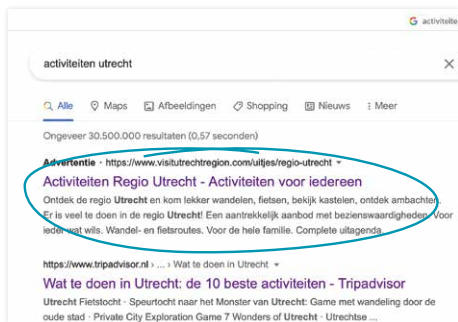 activiteite
activiteiten utrecht
Alle Maps Afbeeldingen Shopping Nieuws Meer
Ongeveer 30.500.000 resultaten (0,57 seconden)
Advertentie · https://www.visitutrechtregion.com/uitjes/regio-utrecht
Activiteiten Regio Utrecht - Activiteiten voor iedereen
Ontdek de regio Utrecht en kom lekker wandelen, fietsen, bekijk kastelen, ontdek ambachten.
Er is veel te doen in de regio Utrecht! Een aantrekkelijk aanbod met bezienswaardigheden. Voor
ieder wat wils. Wandel- en fietsroutes. Voor de hele familie. Complete uitagenda.
https://www.tripadvisor.nl › ... › Wat te doen in Utrecht
Wat te doen in Utrecht: de 10 beste activiteiten - Tripadvisor
Utrecht Fietstocht · Speurtocht naar het Monster van Utrecht: Game met wandeling door de
oude stad · Private City Exploration Game 7 Wonders of Utrecht · Utrechtse ...